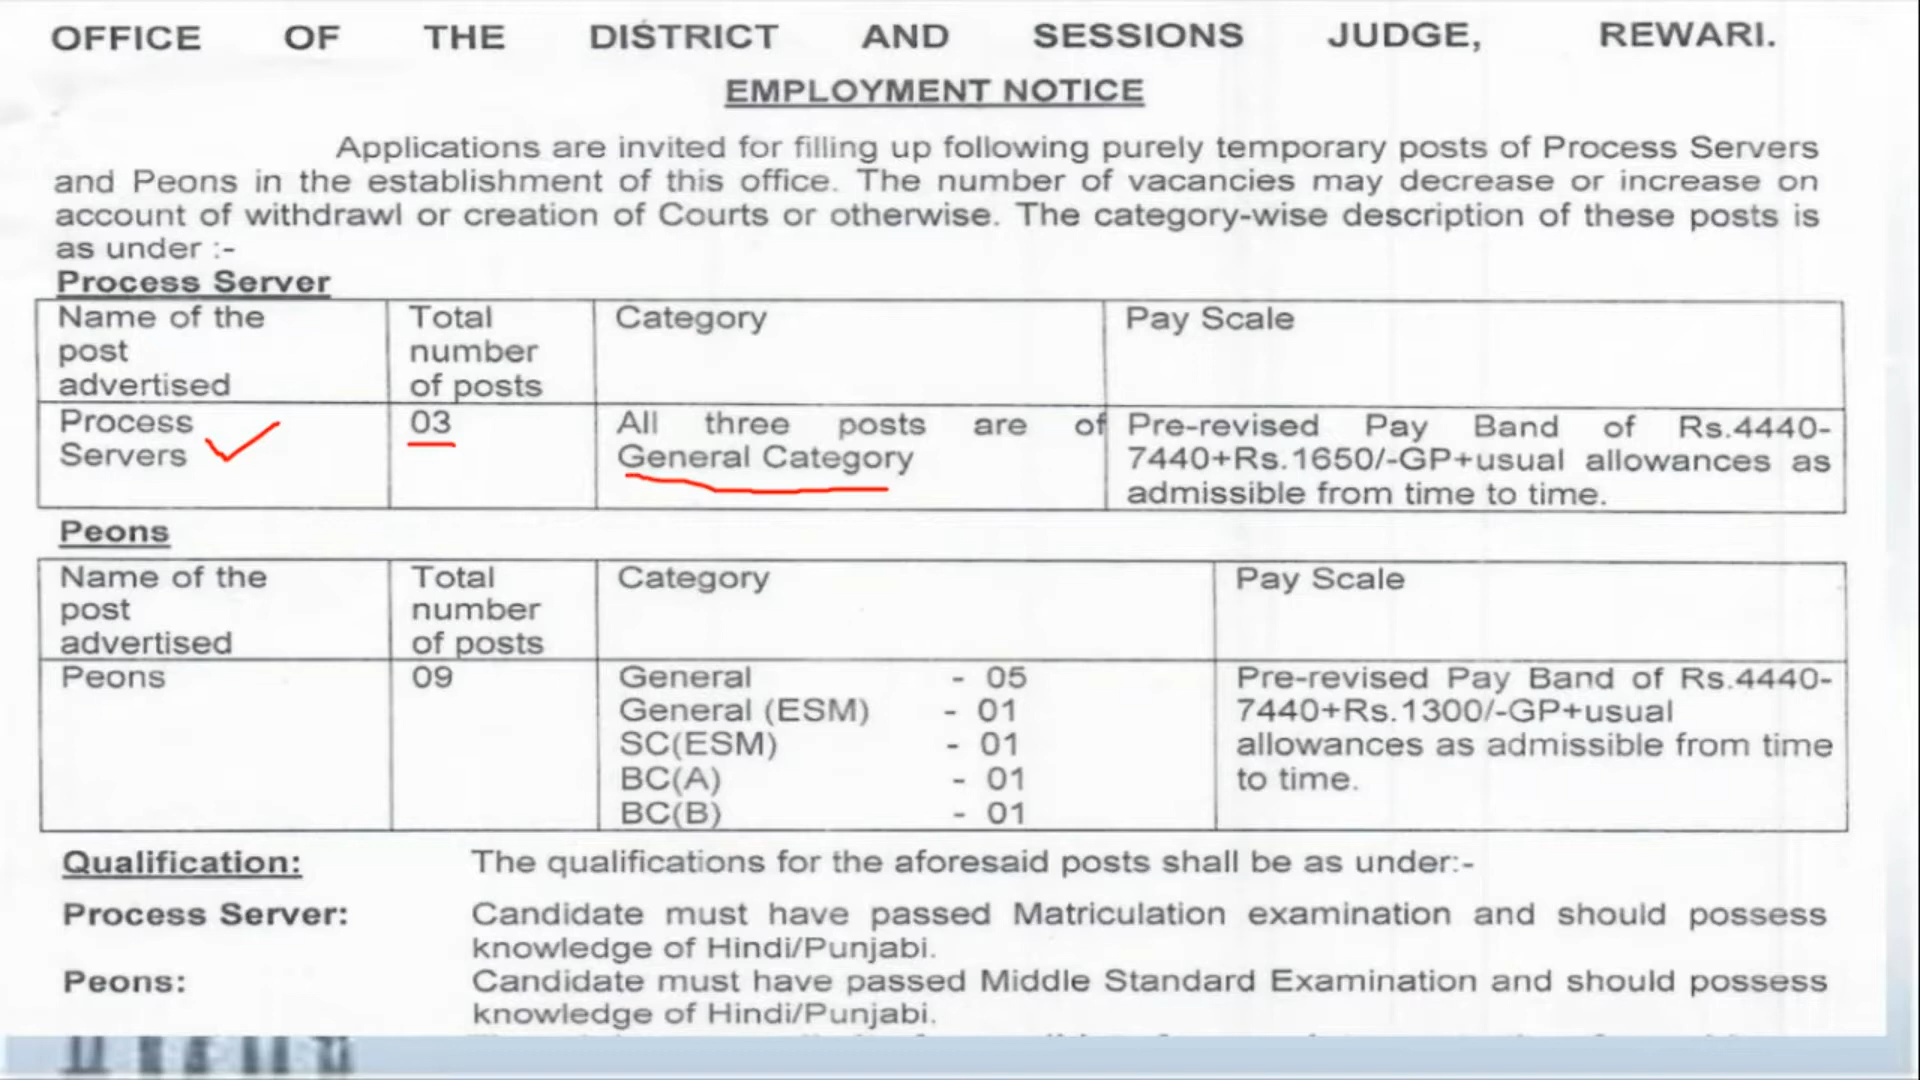 OFFICE OF THE DISTRICT AND SESSIONS JUDGE, REWARI.
EMPLOYMENT NOTICE
Applications are invited for filling up following purely temporary posts of Process Servers
and Peons in the establishment of this office. The number of vacancies may decrease or increase on
account of withdrawl or creation of Courts or otherwise. The category-wise description of these posts is
as under :-
Process Server
Name of the
post
advertised
Total
number
of posts
Category
Pay Scale
Process
Servers
03
All three posts are of
General Category
Pre-revised Pay Band of Rs.4440-
7440+Rs.1650/-GP+usual allowances as
admissible from time to time.
Peons
Name of the
post
advertised
Total
number
of posts
Category
Pay Scale
Peons
09
General - 05
General (ESM) - 01
SC(ESM) - 01
BC(A) - 01
BC(B) - 01
Pre-revised Pay Band of Rs.4440-
7440+Rs.1300/-GP+usual
allowances as admissible from time
to time.
Qualification: The qualifications for the aforesaid posts shall be as under:-
Process Server: Candidate must have passed Matriculation examination and should possess
knowledge of Hindi/Punjabi.
Peons: Candidate must have passed Middle Standard Examination and should possess
knowledge of Hindi/Punjabi.